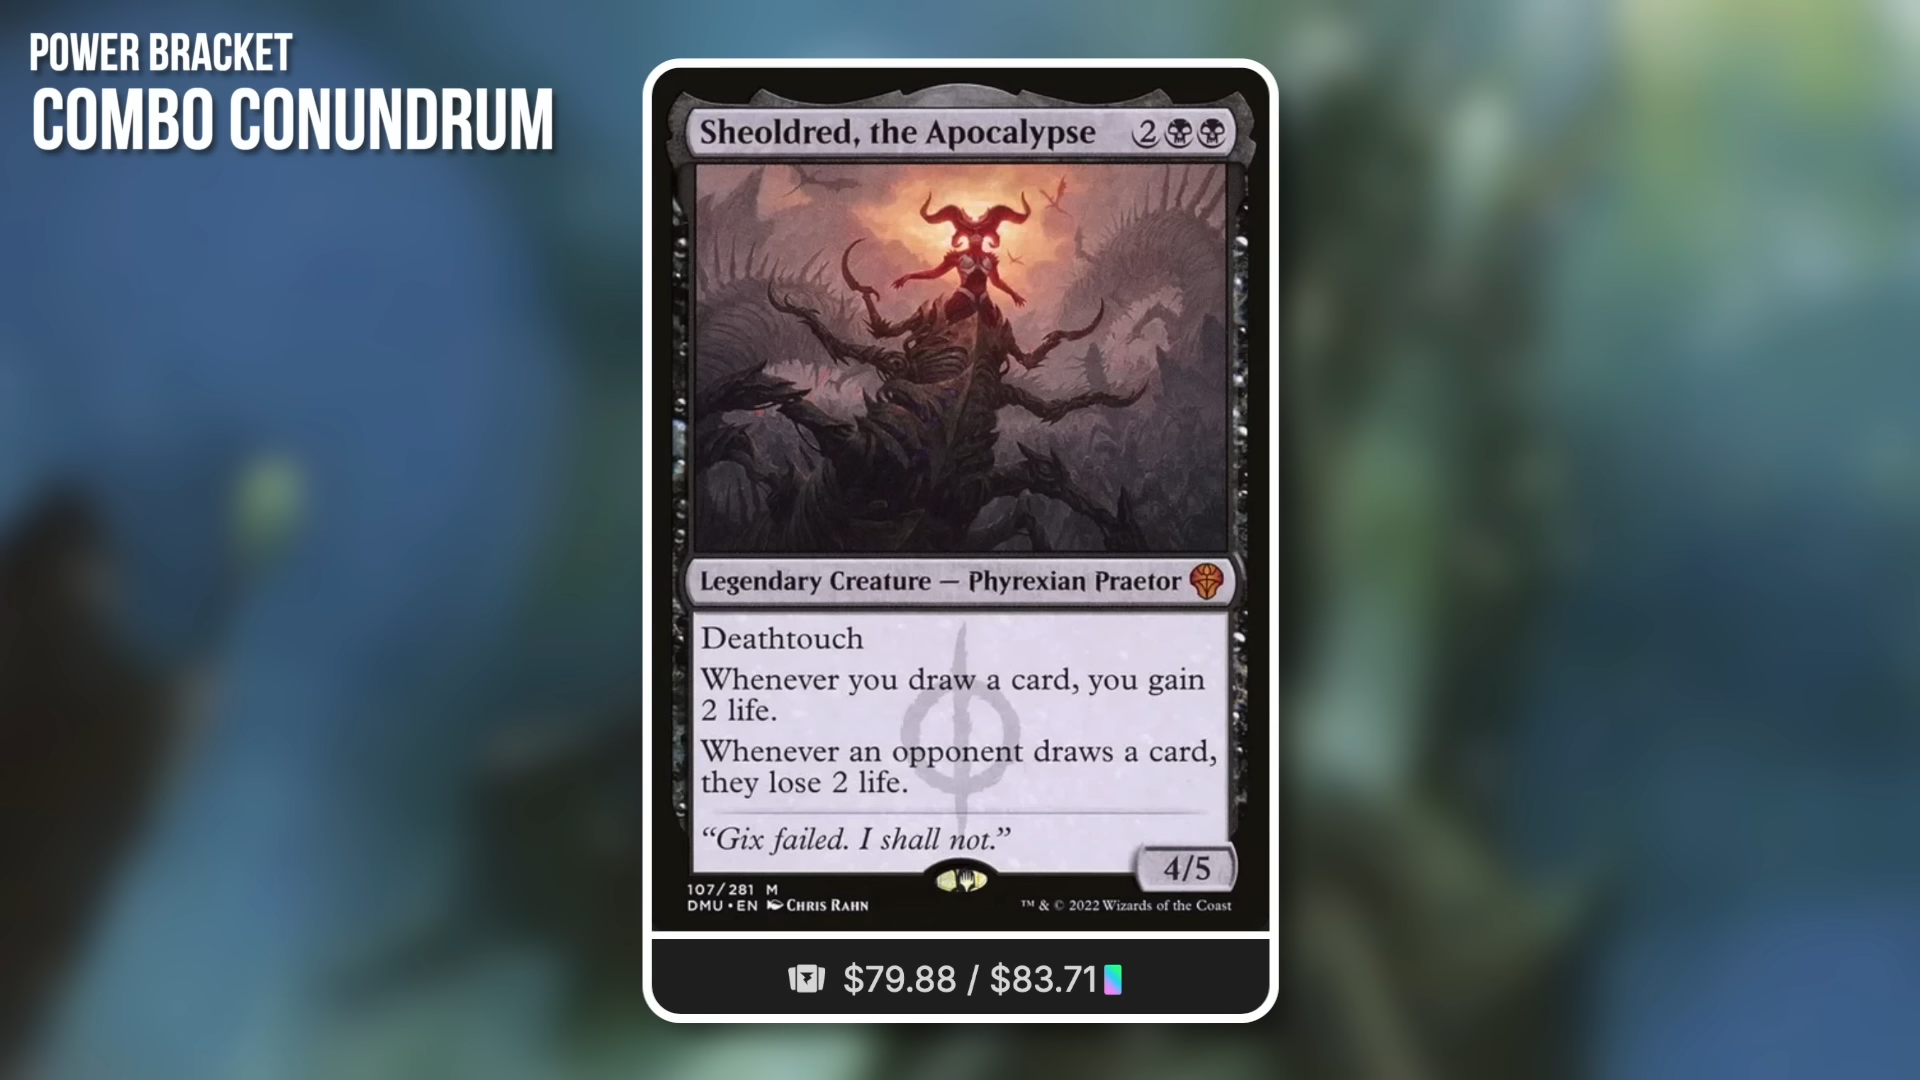 POWER BRACKET
COMBO CONUNDRUM
Sheoldred, the Apocalypse 2
Legendary Creature — Phyrexian Praetor
Deathtouch
Whenever you draw a card, you gain
2 life.
Whenever an opponent draws a card,
they lose 2 life.
“Gix failed. I shall not.”
4/5
107/281 M
DMU • EN CHRIS RAHN
™ & © 2022 Wizards of the Coast
$79.88 / $83.71